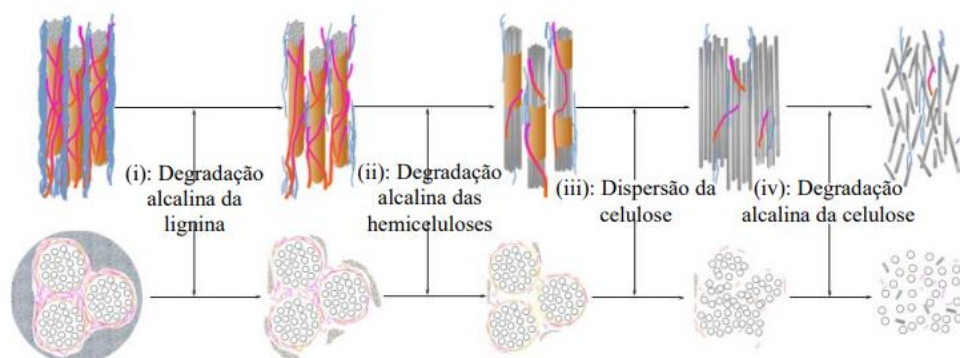 (i): Degradação
alcalina da
lignina
(ii): Degradação
alcalina das
hemiceluloses
(iii): Dispersão da
celulose
(iv): Degradação
alcalina da celulose